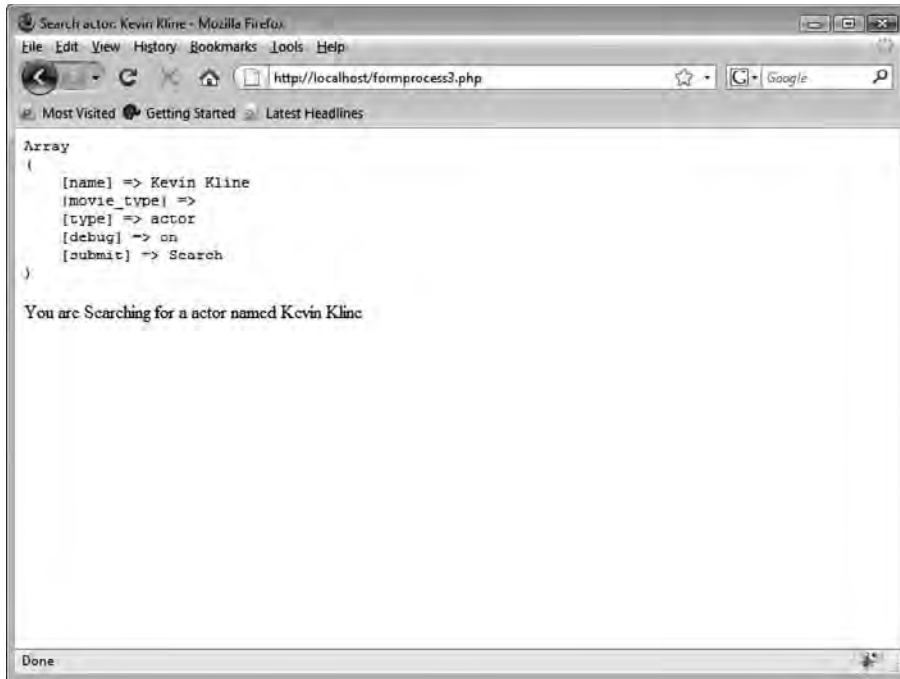 Search actor: Kevin Kline - Mozilla Firefox
File Edit View History Bookmarks Tools Help
http://localhost/formprocess3.php
G Google
Most Visited Getting Started Latest Headlines
Array
(
[name] => Kevin Kline
[movie_type] =>
[type] => actor
[debug] => on
[submit] => Search
)
You are Searching for a actor named Kevin Kline
Done